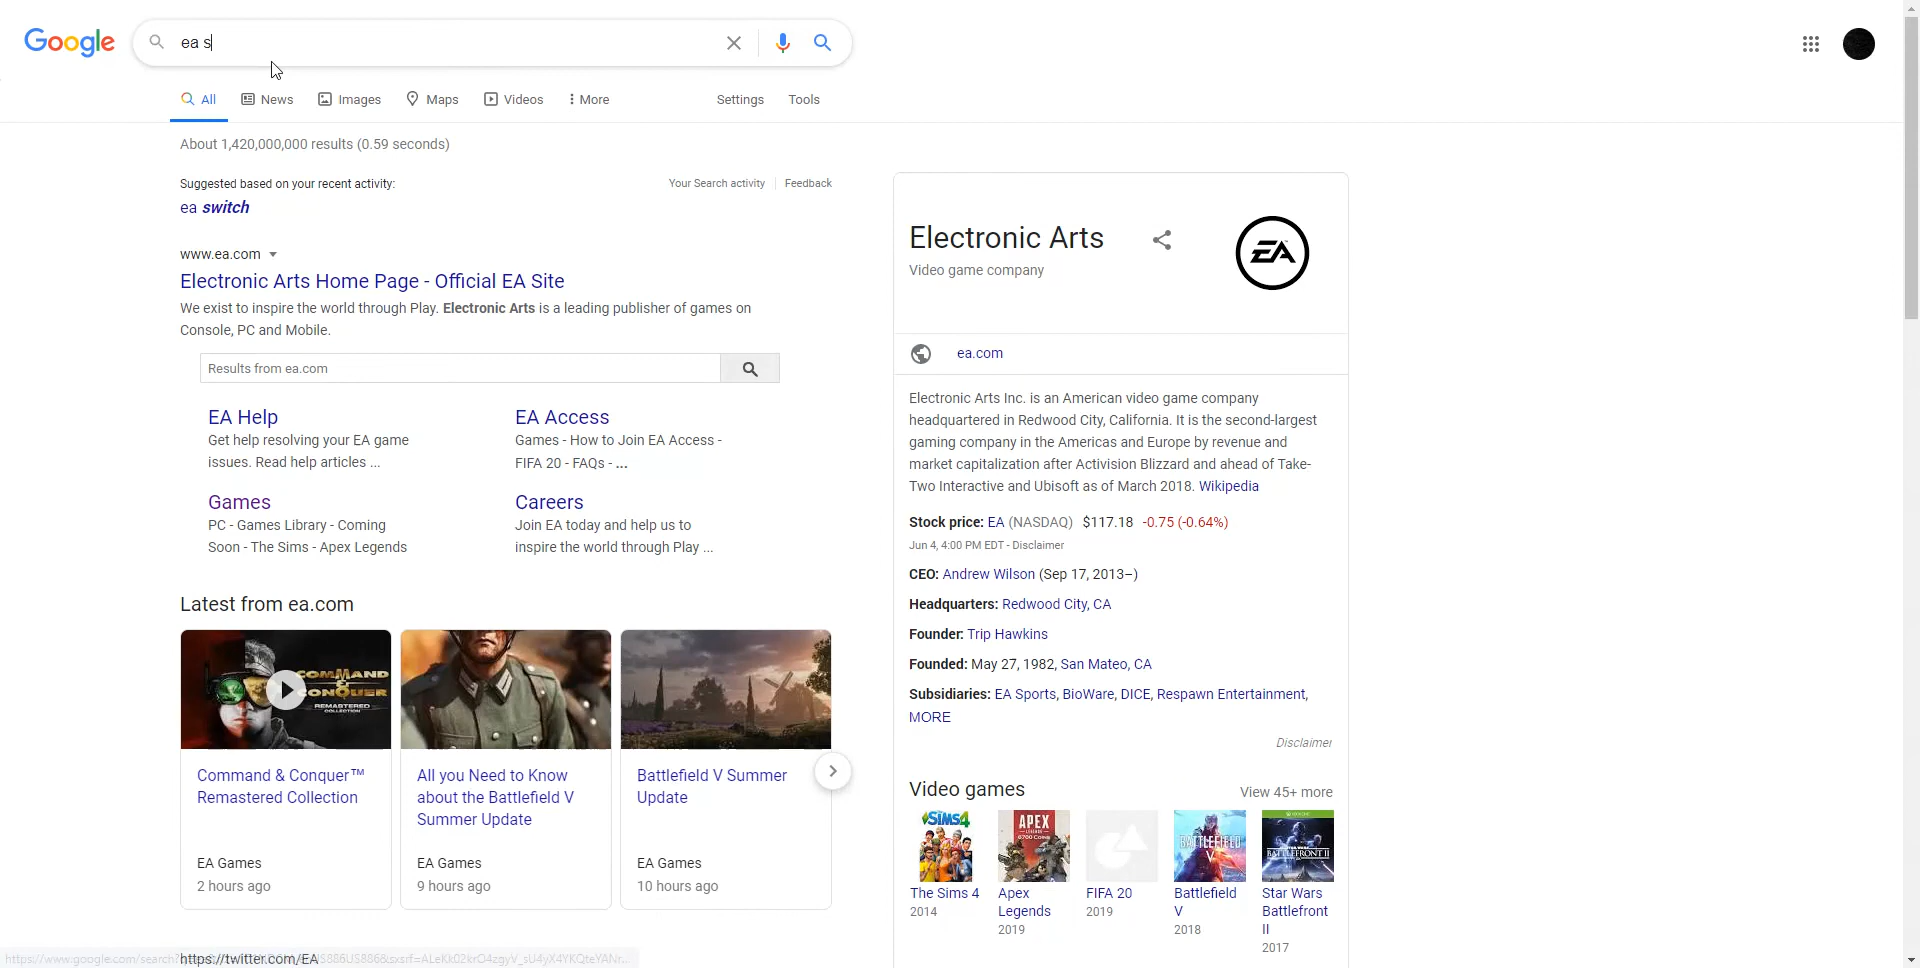 Google
ea s
All
News
Images
Maps
Videos
More
Settings
Tools
About 1,420,000,000 results (0.59 seconds)
Suggested based on your recent activity:
Your Search activity
Feedback
ea switch
www.ea.com
Electronic Arts Home Page - Official EA Site
We exist to inspire the world through Play. Electronic Arts is a leading publisher of games on
Console, PC and Mobile.
Results from ea.com
EA Help
Get help resolving your EA game
issues. Read help articles ...
EA Access
Games - How to Join EA Access -
FIFA 20 - FAQs - ...
Games
PC - Games Library - Coming
Soon - The Sims - Apex Legends
Careers
Join EA today and help us to
inspire the world through Play ...
Latest from ea.com
COMMAND
& CONQUER
REMASTERED
COLLECTION
Command & Conquer™
Remastered Collection
EA Games
2 hours ago
All you Need to Know
about the Battlefield V
Summer Update
EA Games
9 hours ago
Battlefield V Summer
Update
EA Games
10 hours ago
https://twitter.com/EA
Electronic Arts
Video game company
EA
ea.com
Electronic Arts Inc. is an American video game company
headquartered in Redwood City, California. It is the second-largest
gaming company in the Americas and Europe by revenue and
market capitalization after Activision Blizzard and ahead of Take-
Two Interactive and Ubisoft as of March 2018. Wikipedia
Stock price: EA (NASDAQ) $117.18 -0.75 (-0.64%)
Jun 4, 4:00 PM EDT - Disclaimer
CEO: Andrew Wilson (Sep 17, 2013–)
Headquarters: Redwood City, CA
Founder: Trip Hawkins
Founded: May 27, 1982, San Mateo, CA
Subsidiaries: EA Sports, BioWare, DICE, Respawn Entertainment,
MORE
Disclaimer
Video games
View 45+ more
SIMS4
APEX
LEGENDS
BATTLEFIELD
V
BATTLEFRONT II
The Sims 4
2014
Apex
Legends
2019
FIFA 20
2019
Battlefield
V
2018
Star Wars
Battlefront
II
2017